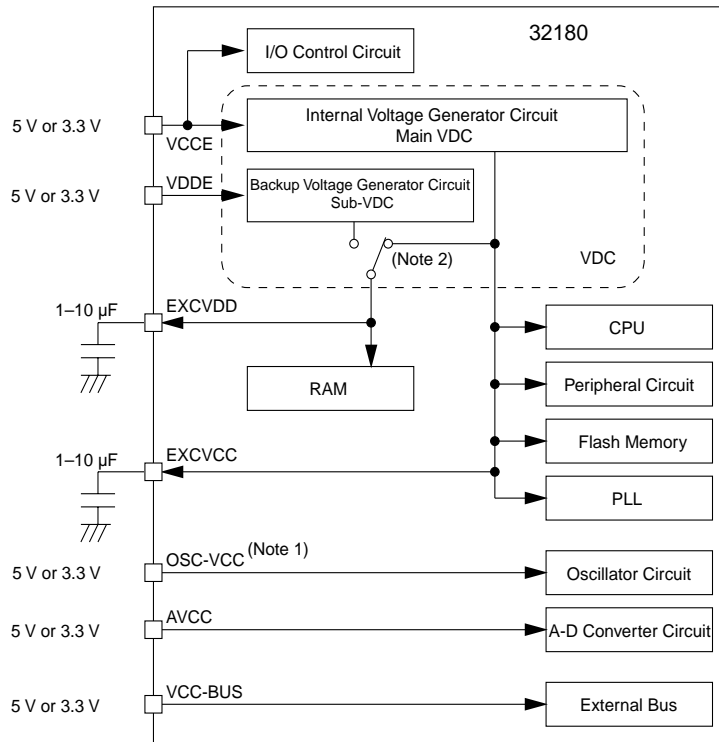 32180
I/O Control Circuit
5 V or 3.3 V
VCCE
Internal Voltage Generator Circuit
Main VDC
5 V or 3.3 V
VDDE
Backup Voltage Generator Circuit
Sub-VDC
(Note 2)
VDC
1–10 µF
EXCVDD
CPU
RAM
Peripheral Circuit
Flash Memory
1–10 µF
EXCVCC
PLL
5 V or 3.3 V
OSC-VCC (Note 1)
Oscillator Circuit
5 V or 3.3 V
AVCC
A-D Converter Circuit
5 V or 3.3 V
VCC-BUS
External Bus